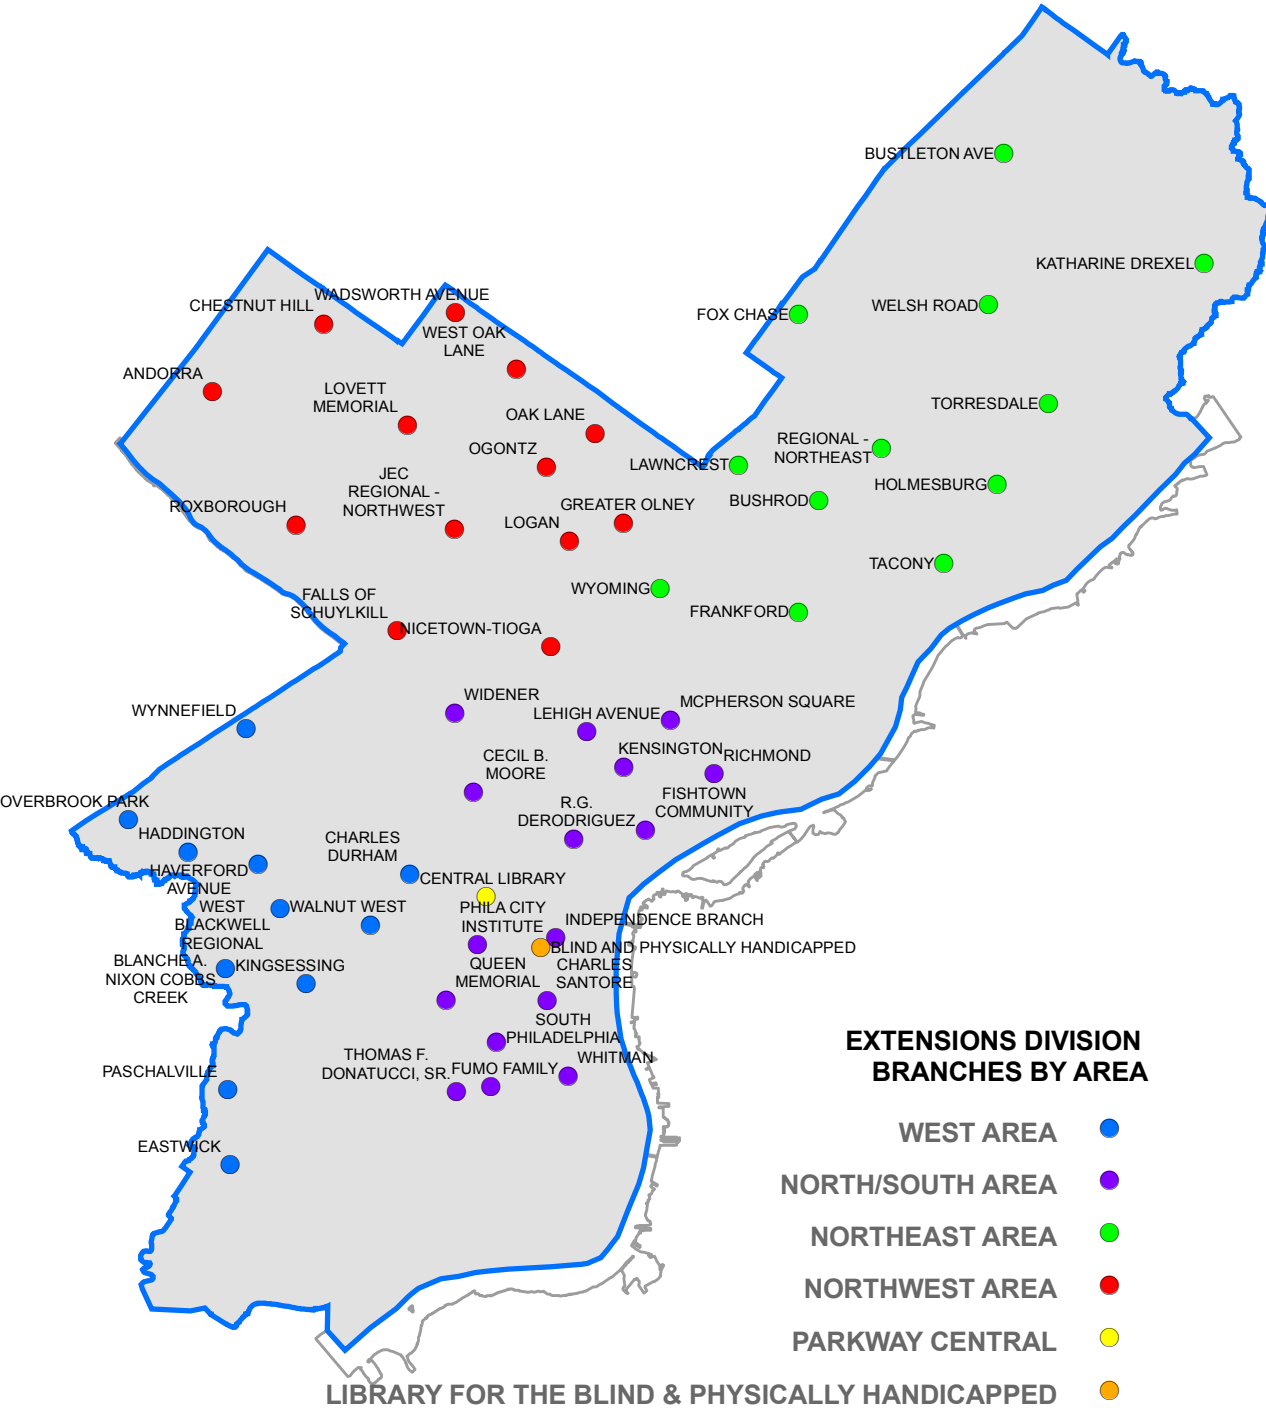 BUSTLETON AVE
KATHARINE DREXEL
WADSWORTH AVENUE
CHESTNUT HILL
WELSH ROAD
FOX CHASE
WEST OAK
LANE
ANDORRA
LOVETT
MEMORIAL
TORRESDALE
OAK LANE
REGIONAL -
NORTHEAST
OGONTZ
LAWNCREST
JEC
REGIONAL -
NORTHWEST
HOLMESBURG
BUSHROD
ROXBOROUGH
GREATER OLNEY
LOGAN
TACONY
WYOMING
FALLS OF
SCHUYLKILL
FRANKFORD
NICETOWN-TIOGA
WIDENER
MCPHERSON SQUARE
WYNNEFIELD
LEHIGH AVENUE
KENSINGTON
RICHMOND
CECIL B.
MOORE
FISHTOWN
COMMUNITY
OVERBROOK PARK
R.G.
DERODRIGUEZ
HADDINGTON
CHARLES
DURHAM
HAVERFORD
AVENUE
CENTRAL LIBRARY
WEST
BLACKWELL
REGIONAL
WALNUT WEST
PHILA CITY
INSTITUTE
INDEPENDENCE BRANCH
BLIND AND PHYSICALLY HANDICAPPED
BLANCHE A.
NIXON COBBS
CREEK
KINGSESSING
QUEEN
MEMORIAL
CHARLES
SANTORE
SOUTH
PHILADELPHIA
THOMAS F.
DONATUCCI, SR.
FUMO FAMILY
WHITMAN
PASCHALVILLE
EASTWICK
EXTENSIONS DIVISION
BRANCHES BY AREA
WEST AREA
NORTH/SOUTH AREA
NORTHEAST AREA
NORTHWEST AREA
PARKWAY CENTRAL
LIBRARY FOR THE BLIND & PHYSICALLY HANDICAPPED